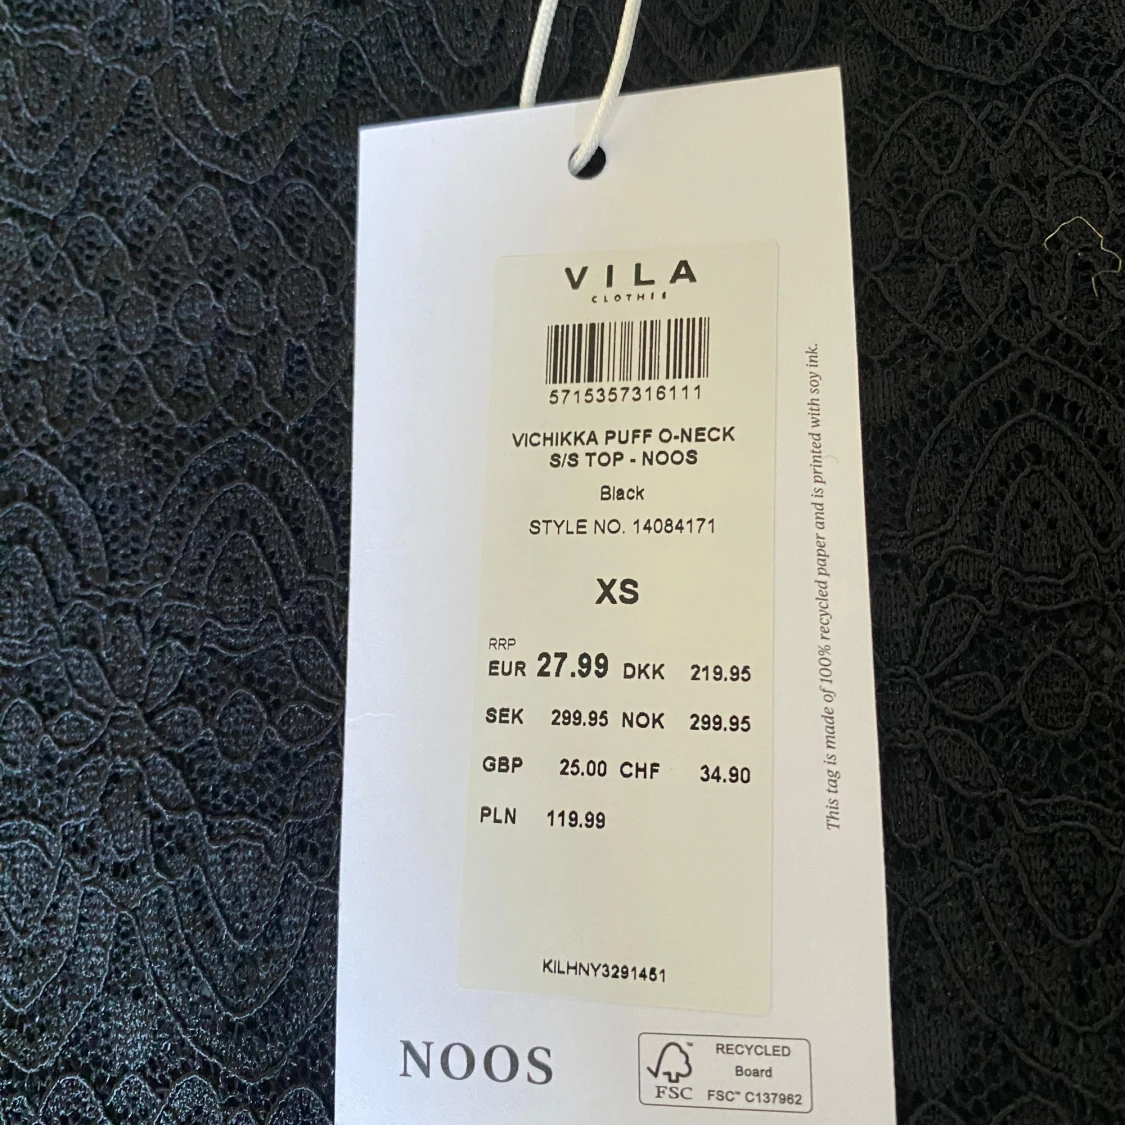 VILA
CLOTHES
5715357316111
VICHIKKA PUFF O-NECK
S/S TOP - NOOS
Black
STYLE NO. 14084171
XS
RRP
EUR 27.99 DKK 219.95
SEK 299.95 NOK 299.95
GBP 25.00 CHF 34.90
PLN 119.99
KILHNY3291461
This tag is made of 100% recycled paper and is printed with soy ink.
NOOS
FSC™
RECYCLED
Board
FSC™ C137962